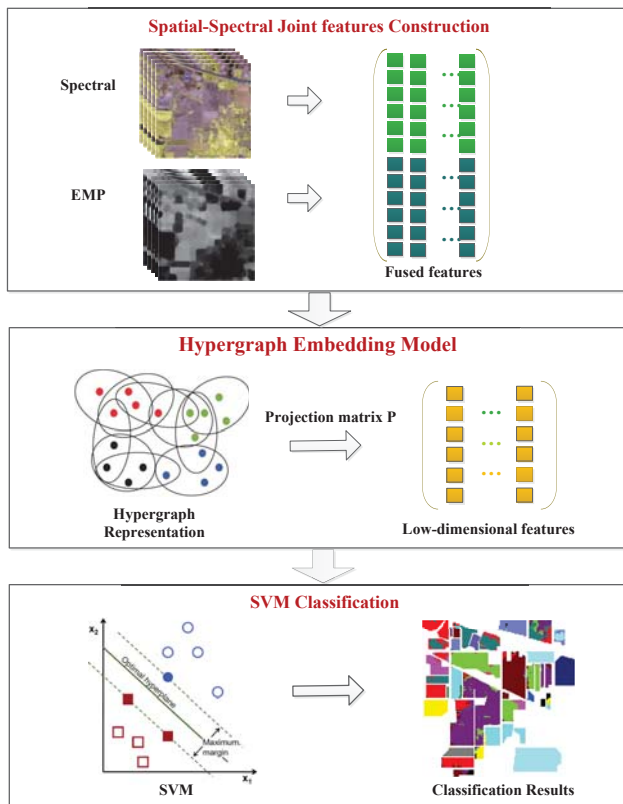 Spatial-Spectral Joint features Construction
Spectral
EMP
Fused features
Hypergraph Embedding Model
Projection matrix P
Hypergraph
Representation
Low-dimensional features
SVM Classification
X2
Optimal hyperplane
Maximum.
margin
X1
SVM
Classification Results